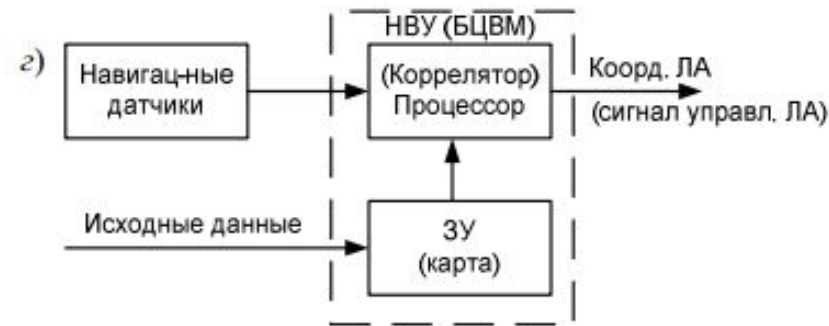 НВУ (БЦВМ)
г)
Навигац-ные
датчики
(Коррелятор)
Процессор
Коорд. ЛА
(сигнал управл. ЛА)
Исходные данные
ЗУ
(карта)